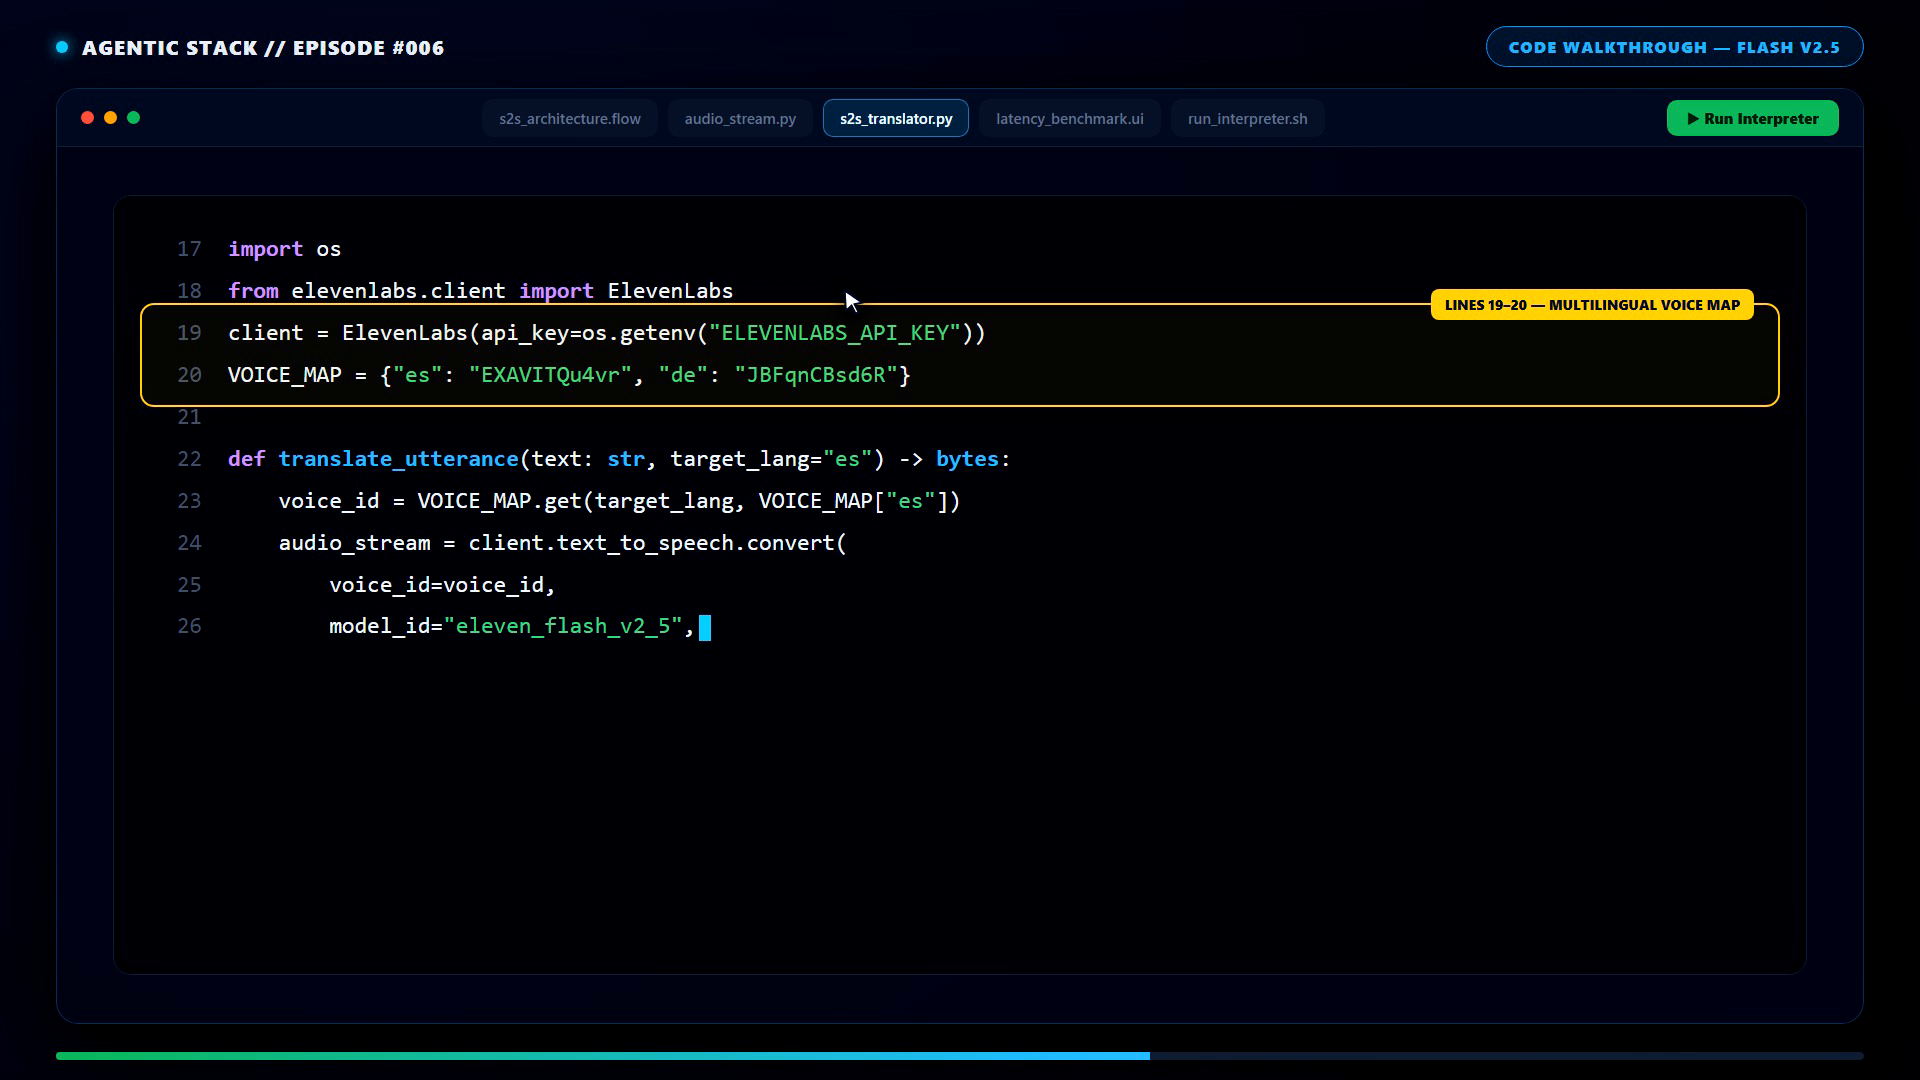 AGENTIC STACK // EPISODE #006
CODE WALKTHROUGH — FLASH V2.5
s2s_architecture.flow
audio_stream.py
s2s_translator.py
latency_benchmark.ui
run_interpreter.sh
▶ Run Interpreter
17 import os
18 from elevenlabs.client import ElevenLabs
LINES 19–20 — MULTILINGUAL VOICE MAP
19 client = ElevenLabs(api_key=os.getenv("ELEVENLABS_API_KEY"))
20 VOICE_MAP = {"es": "EXAVITQu4vr", "de": "JBFqnCBsd6R"}
21
22 def translate_utterance(text: str, target_lang="es") -> bytes:
23     voice_id = VOICE_MAP.get(target_lang, VOICE_MAP["es"])
24     audio_stream = client.text_to_speech.convert(
25         voice_id=voice_id,
26         model_id="eleven_flash_v2_5",